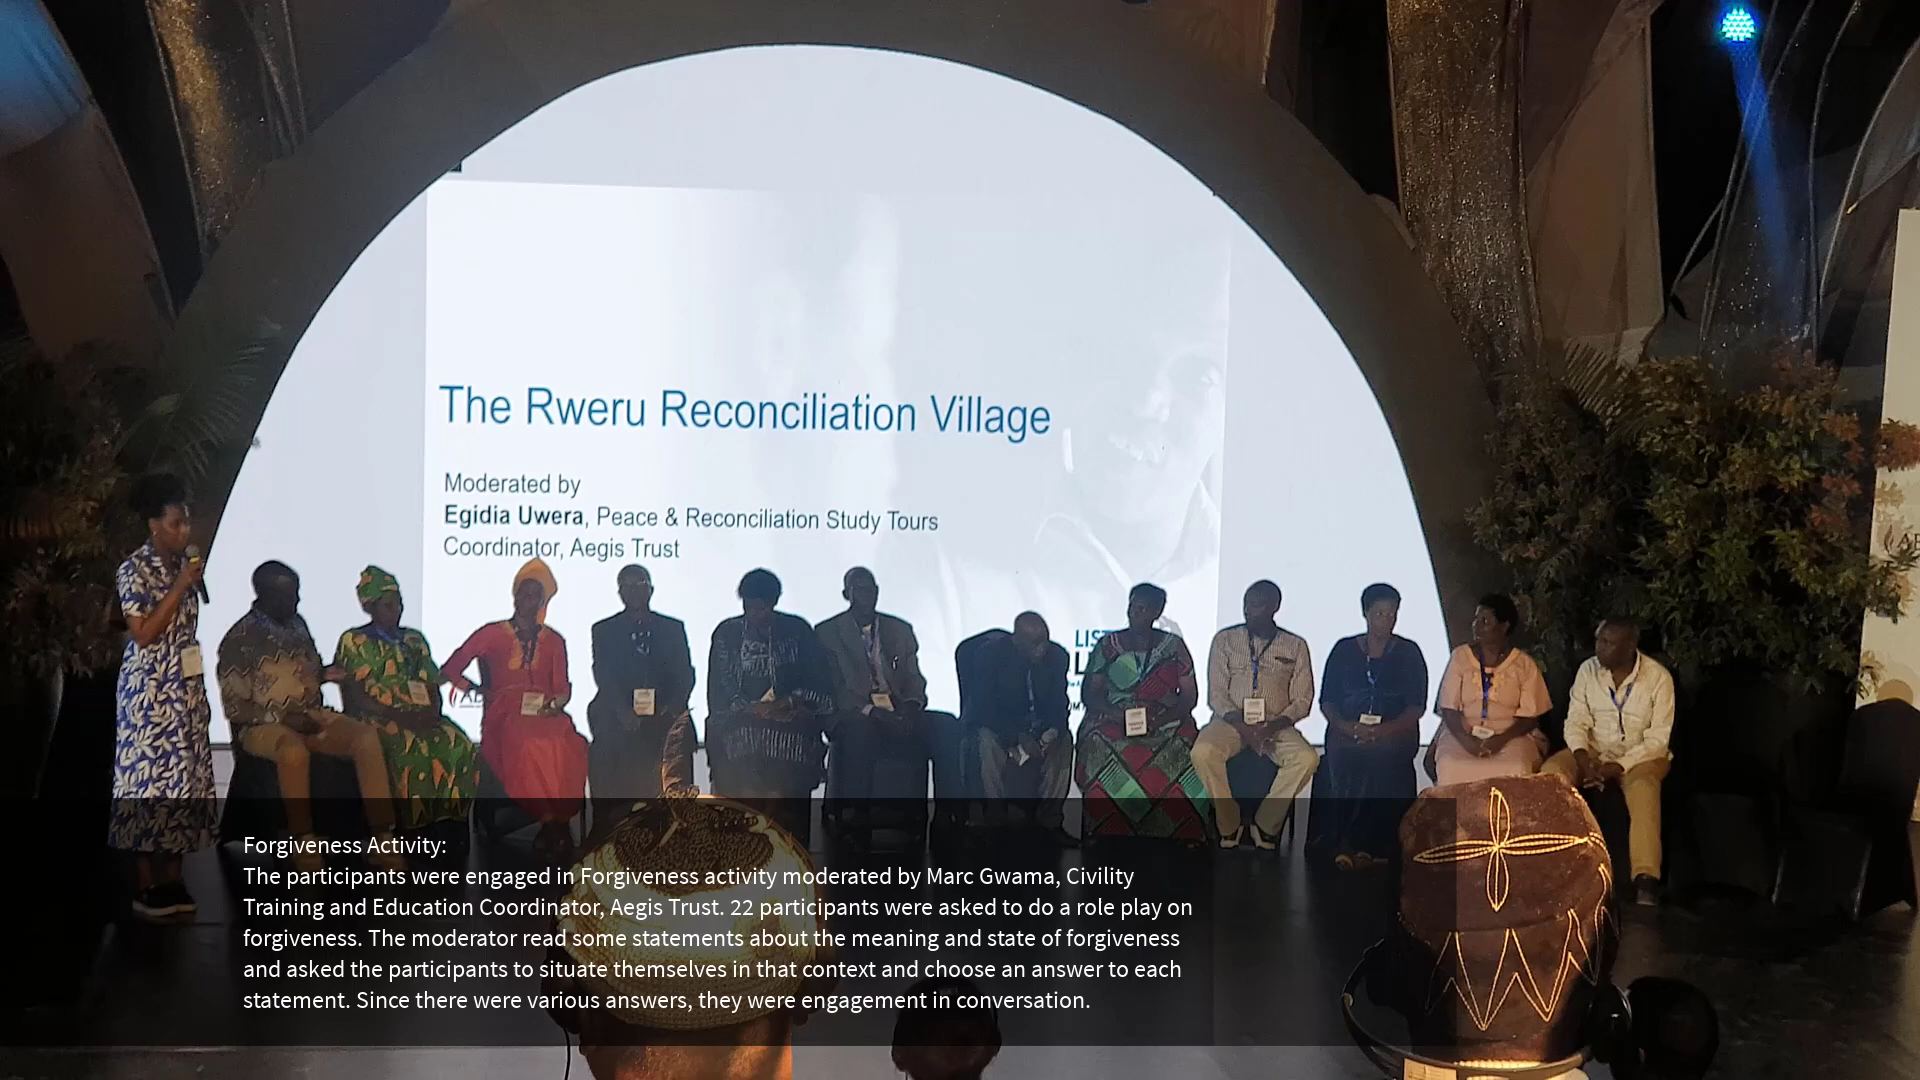 The Rweru Reconciliation Village
Moderated by
Egidia Uwera, Peace & Reconciliation Study Tours
Coordinator, Aegis Trust
Forgiveness Activity:
The participants were engaged in Forgiveness activity moderated by Marc Gwama, Civility
Training and Education Coordinator, Aegis Trust. 22 participants were asked to do a role play on
forgiveness. The moderator read some statements about the meaning and state of forgiveness
and asked the participants to situate themselves in that context and choose an answer to each
statement. Since there were various answers, they were engagement in conversation.